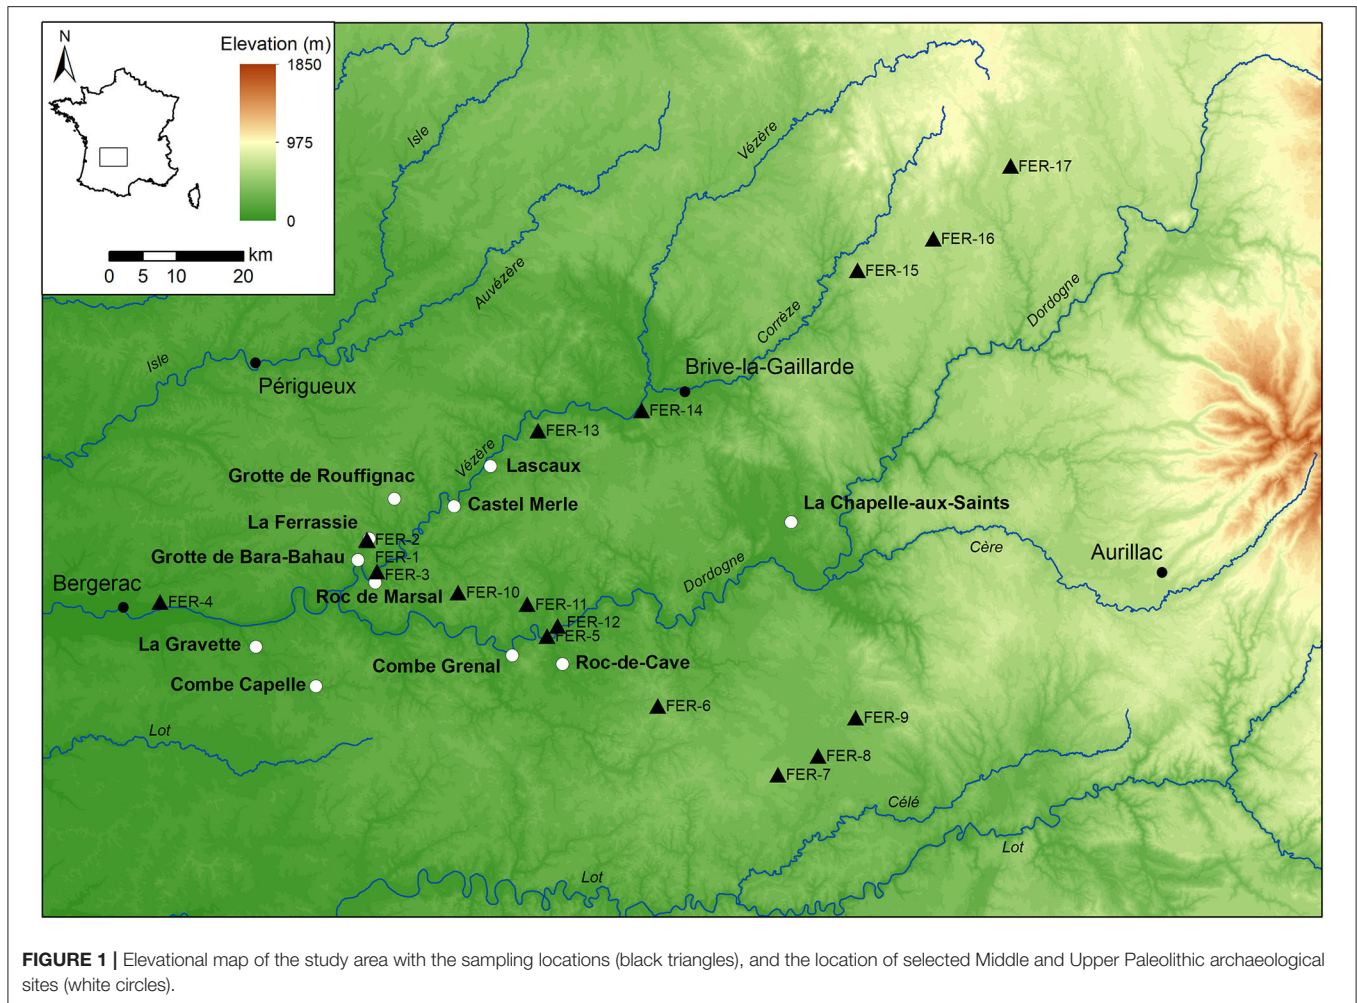 N
Elevation (m)
1850
975
0
km
0 5 10 20
Isle
Vézère
FER-17
FER-16
FER-15
Auvézère
Dordogne
Corrèze
Isle
Périgueux
Brive-la-Gaillarde
FER-14
FER-13
Vézère
Lascaux
Grotte de Rouffignac
Castel Merle
La Chapelle-aux-Saints
La Ferrassie
FER-2
Grotte de Bara-Bahau
FER-1
FER-3
Cère
Aurillac
Dordogne
Bergerac
Roc de Marsal
FER-10
FER-4
FER-11
FER-12
FER-5
La Gravette
Combe Grenal
Roc-de-Cave
Combe Capelle
FER-6
FER-9
Lot
FER-8
FER-7
Célé
Lot
Lot
FIGURE 1 | Elevational map of the study area with the sampling locations (black triangles), and the location of selected Middle and Upper Paleolithic archaeological
sites (white circles).